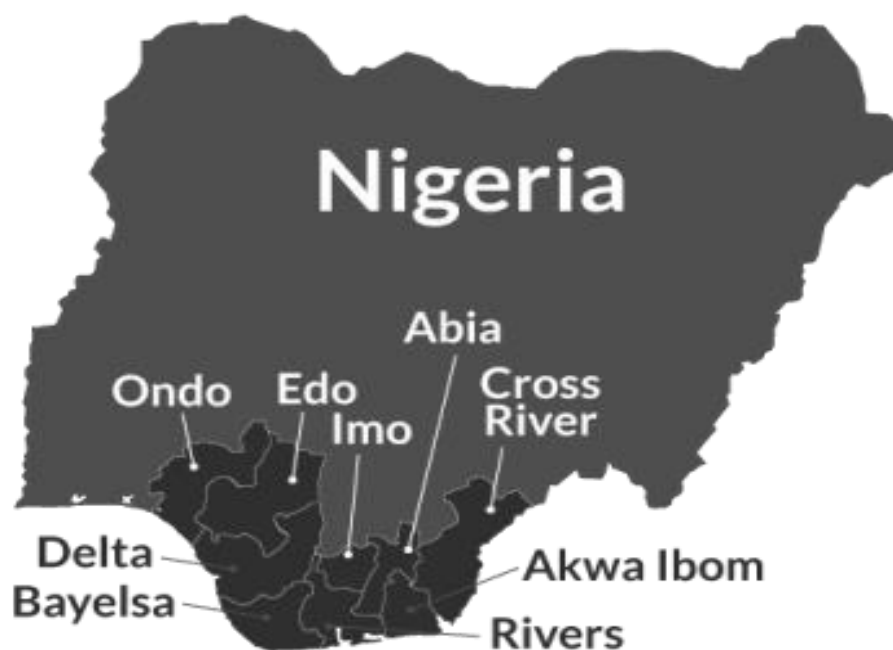 Nigeria
Abia
Cross
River
Ondo
Edo
Imo
Delta
Bayelsa
Akwa Ibom
Rivers